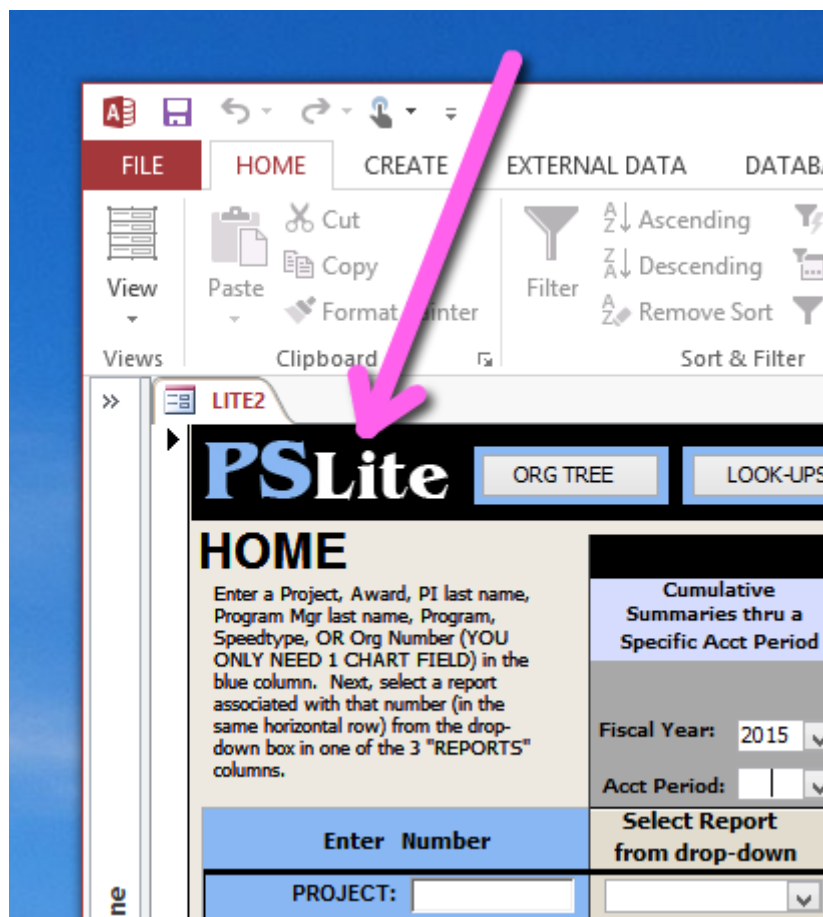 FILE HOME CREATE EXTERNAL DATA
Cut Ascending
Copy Descending
View Paste Format Filter Remove Sort
Views Clipboard Sort & Filter
LITE2
PSLite ORG TREE LOOK-UPS
HOME
Enter a Project, Award, PI last name,
Program Mgr last name, Program,
Speedtype, OR Org Number (YOU
ONLY NEED 1 CHART FIELD) in the
blue column. Next, select a report
associated with that number (in the
same horizontal row) from the drop-
down box in one of the 3 "REPORTS"
columns.
Cumulative
Summaries thru a
Specific Acct Period
Fiscal Year: 2015
Acct Period:
Enter Number
Select Report
from drop-down
PROJECT: